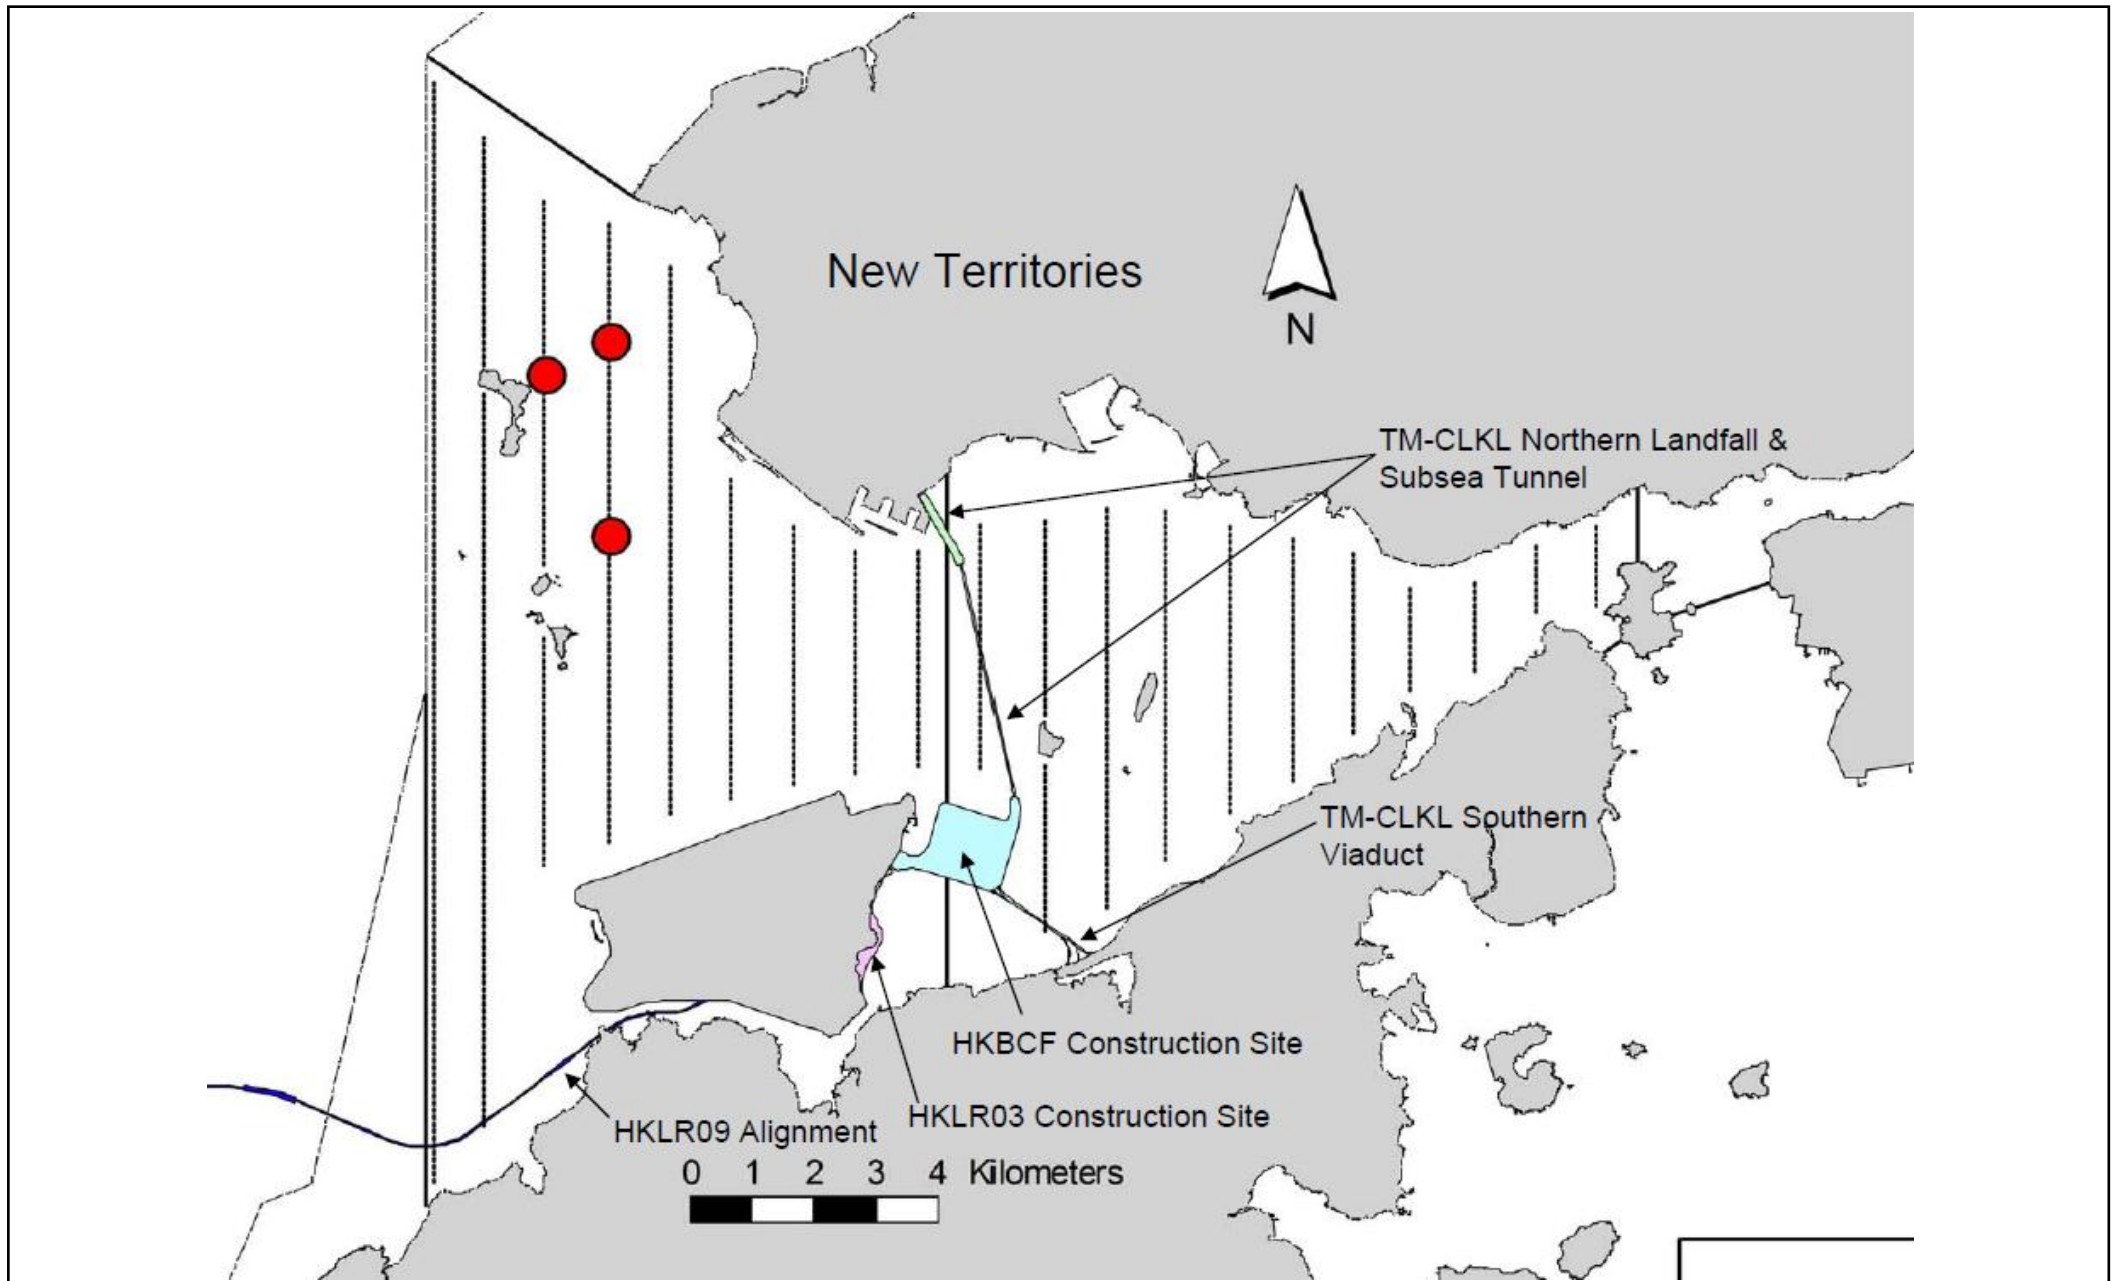 New Territories
N
TM-CLKL Northern Landfall &
Subsea Tunnel
TM-CLKL Southern
Viaduct
HKBCF Construction Site
HKLR03 Construction Site
HKLR09 Alignment
0 1 2 3 4 Kilometers